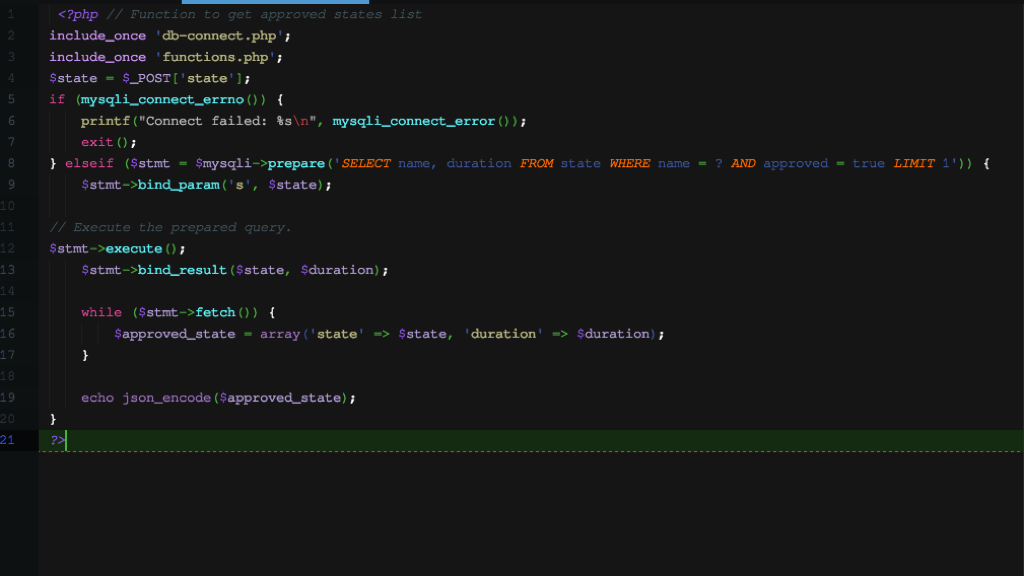 1 <?php // Function to get approved states list
2 include_once 'db-connect.php';
3 include_once 'functions.php';
4 $state = $_POST['state'];
5 if (mysqli_connect_errno()) {
6 printf("Connect failed: %s\n", mysqli_connect_error());
7 exit();
8 } elseif ($stmt = $mysqli->prepare('SELECT name, duration FROM state WHERE name = ? AND approved = true LIMIT 1')) {
9 $stmt->bind_param('s', $state);
10
11 // Execute the prepared query.
12 $stmt->execute();
13 $stmt->bind_result($state, $duration);
14
15 while ($stmt->fetch()) {
16 $approved_state = array('state' => $state, 'duration' => $duration);
17 }
18
19 echo json_encode($approved_state);
20 }
21 ?>